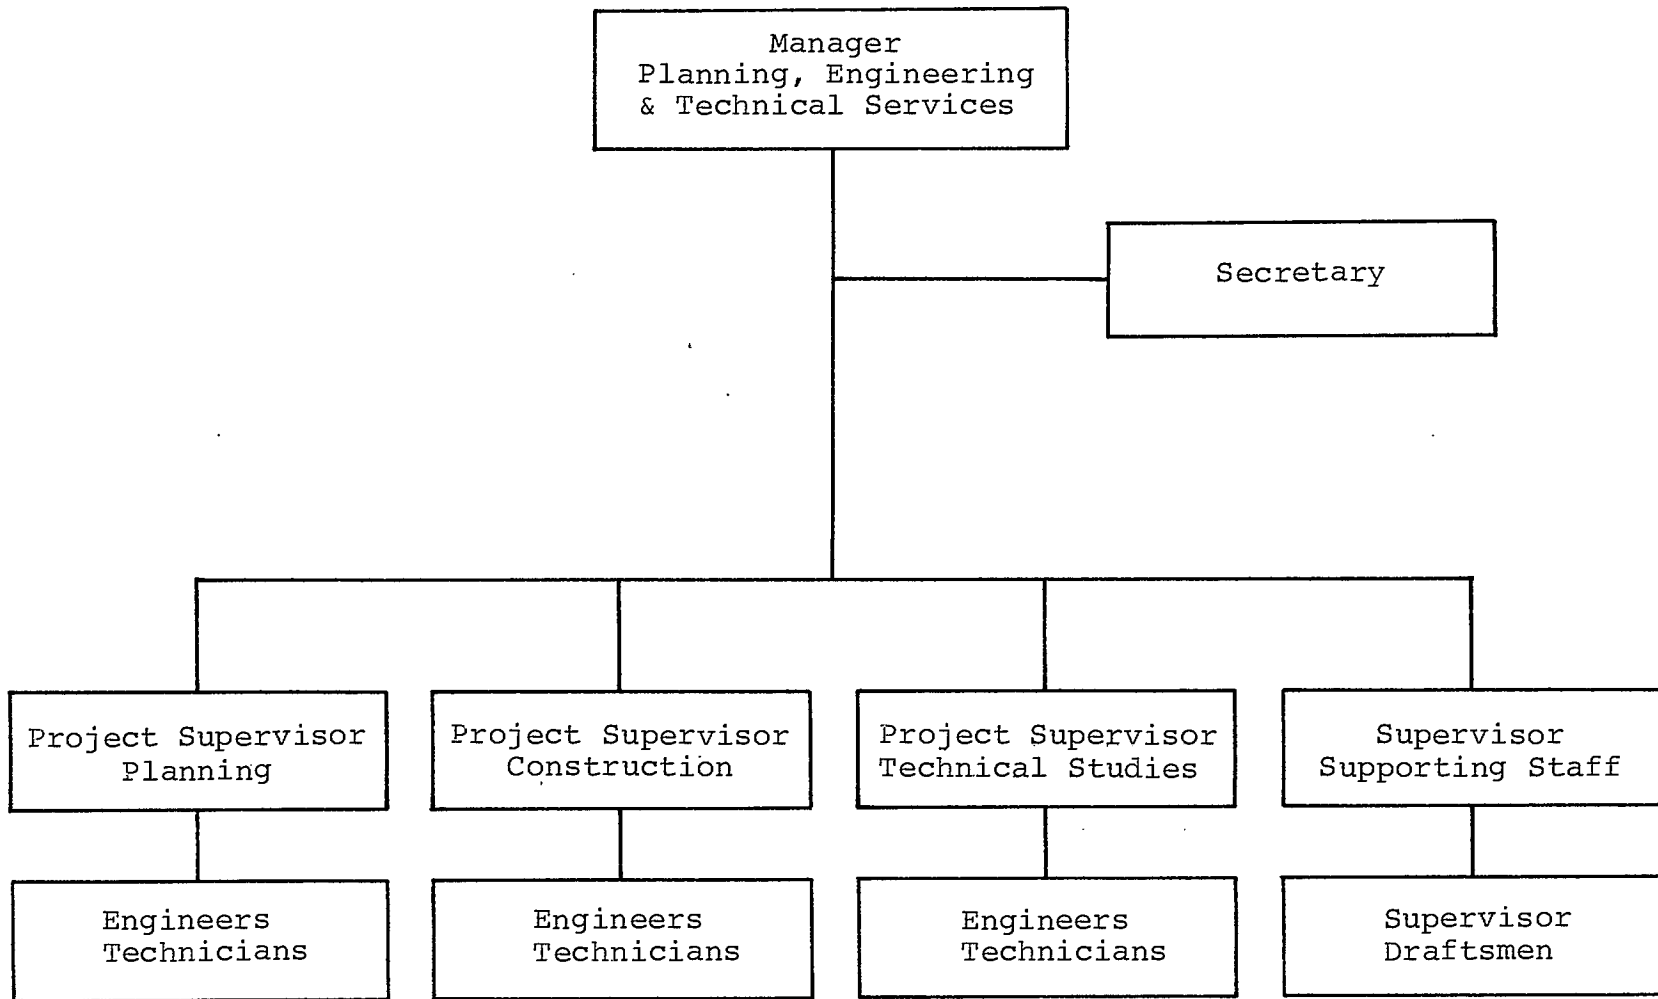 Manager
Planning, Engineering
& Technical Services
Secretary
Project Supervisor
Planning
Project Supervisor
Construction
Project Supervisor
Technical Studies
Supervisor
Supporting Staff
Engineers
Technicians
Engineers
Technicians
Engineers
Technicians
Supervisor
Draftsmen